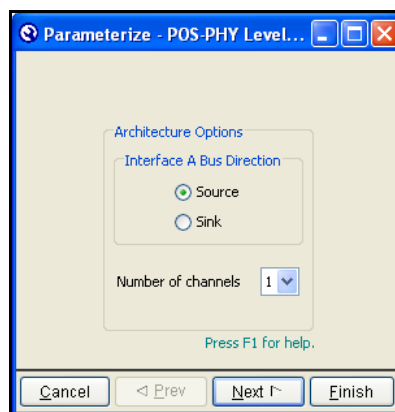 Parameterize - POS-PHY Level...
Architecture Options
Interface A Bus Direction
Source
Sink
Number of channels 1
Press F1 for help.
Cancel Prev Next Finish